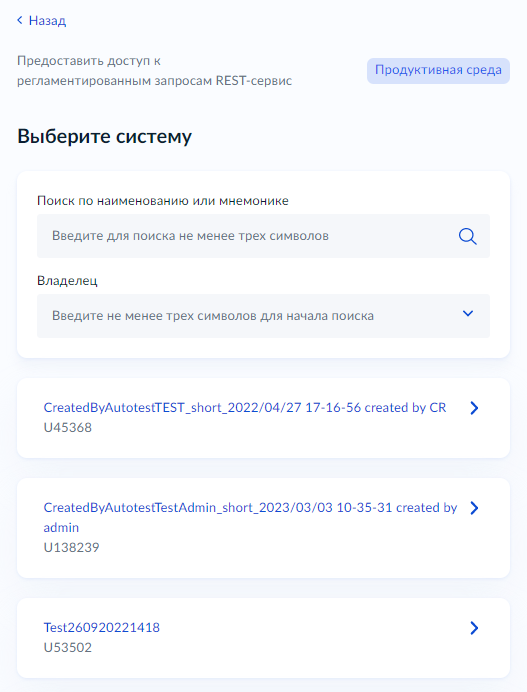 Назад
Предоставить доступ к
регламентированным запросам REST-сервис
Продуктивная среда
Выберите систему
Поиск по наименованию или мнемонике
Введите для поиска не менее трех символов
Владелец
Введите не менее трех символов для начала поиска
CreatedByAutotestTEST_short_2022/04/27 17-16-56 created by CR
U45368
CreatedByAutotestTestAdmin_short_2023/03/03 10-35-31 created by
admin
U138239
Test260920221418
U53502